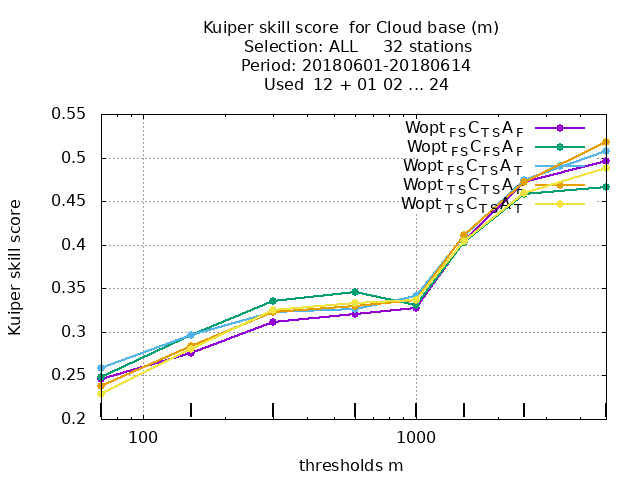 Kuiper skill score for Cloud base (m)
Selection: ALL 32 stations
Period: 20180601-20180614
Used 12 + 01 02 ... 24
Kuiper skill score
0.55
0.5
0.45
0.4
0.35
0.3
0.25
0.2
Wopt FS C TS A F
Wopt FS C FS A F
Wopt FS C TS A T
Wopt TS C TS A F
Wopt TS C TS A T
100
1000
thresholds m